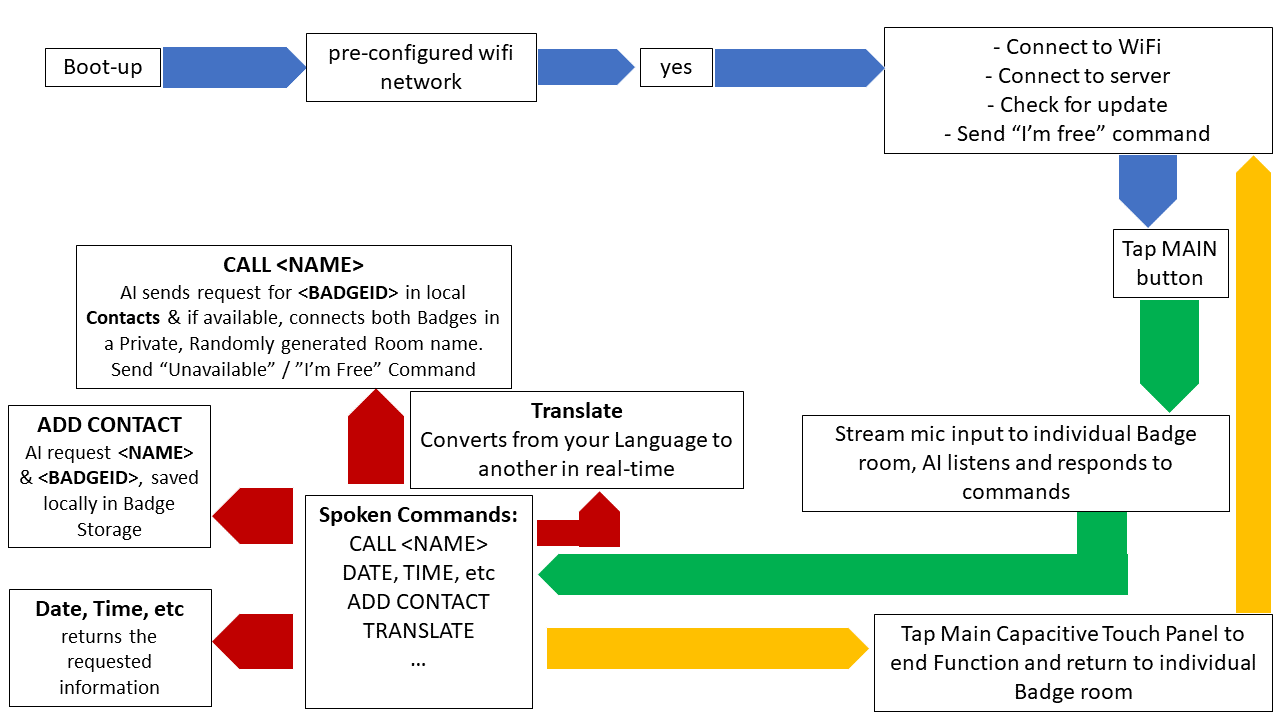 Boot-up
pre-configured wifi
network
yes
- Connect to WiFi
- Connect to server
- Check for update
- Send “I’m free” command
Tap MAIN
button
CALL <NAME>
AI sends request for <BADGEID> in local
Contacts & if available, connects both Badges in
a Private, Randomly generated Room name.
Send “Unavailable” / ”I’m Free” Command
Translate
Converts from your Language to
another in real-time
ADD CONTACT
AI request <NAME>
& <BADGEID>, saved
locally in Badge
Storage
Stream mic input to individual Badge
room, AI listens and responds to
commands
Spoken Commands:
CALL <NAME>
DATE, TIME, etc
ADD CONTACT
TRANSLATE
...
Date, Time, etc
returns the
requested
information
Tap Main Capacitive Touch Panel to
end Function and return to individual
Badge room